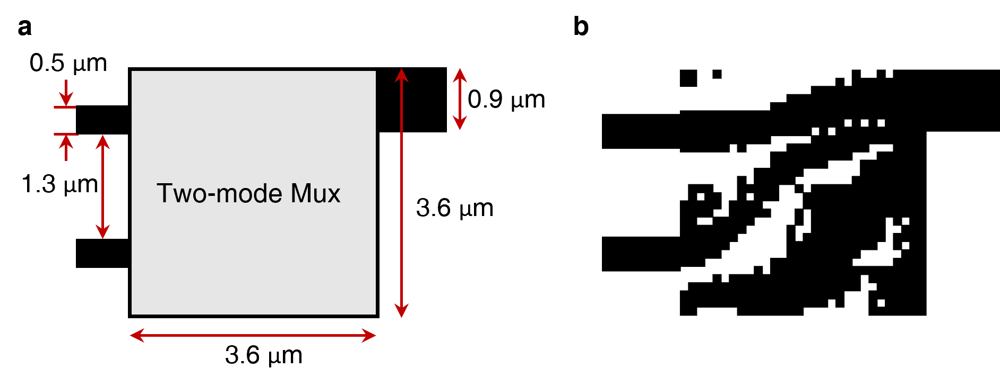 a
b
0.5 µm
0.9 µm
1.3 µm
Two-mode Mux
3.6 µm
3.6 µm